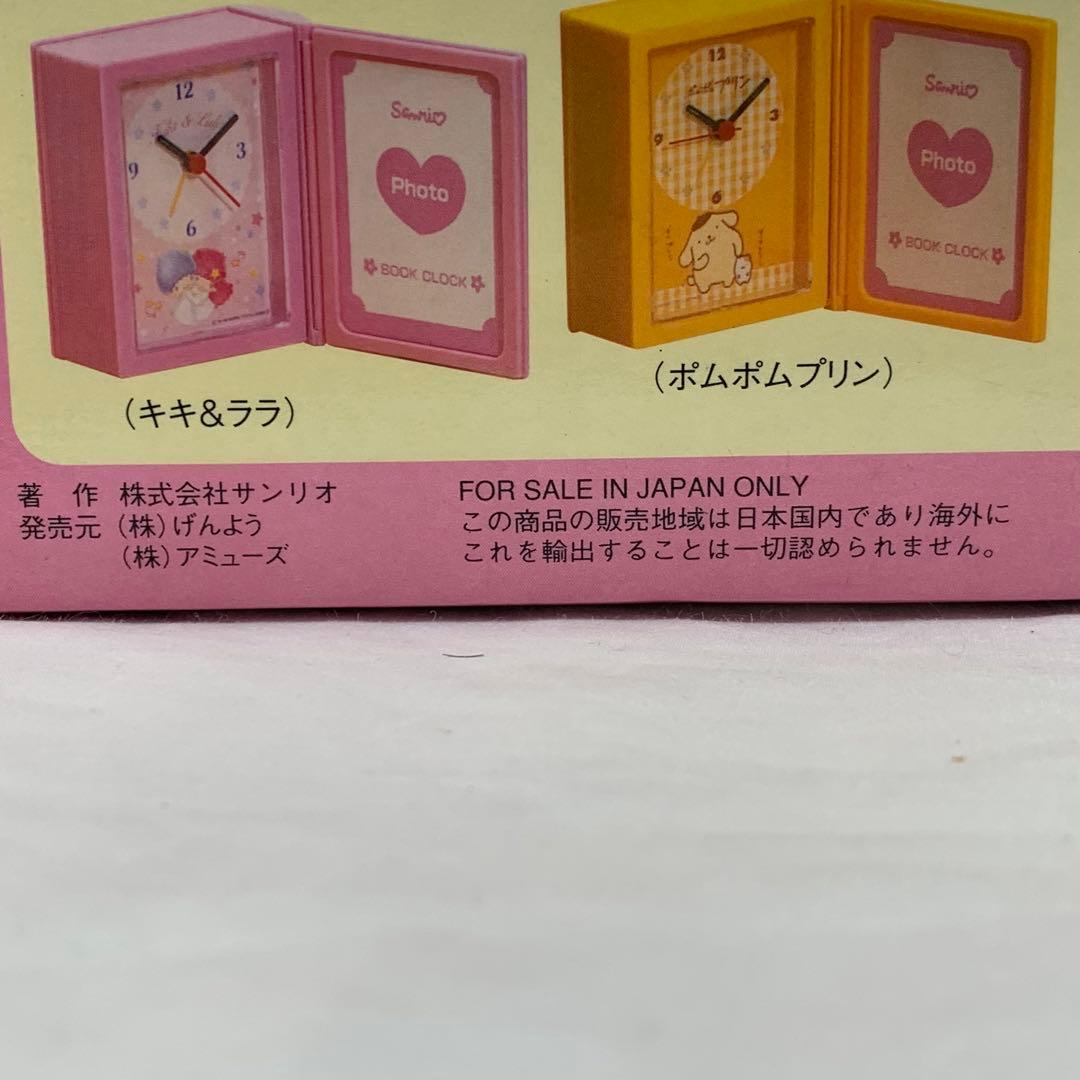 12
3
6
9
Sanrio
Photo
BOOK CLOCK
12
3
6
9
Sanrio
Photo
BOOK CLOCK
（キキ&ララ）
（ポムポムプリン）
著　作　株式会社サンリオ
発売元（株）げんよう
（株）アミューズ
FOR SALE IN JAPAN ONLY
この商品の販売地域は日本国内であり海外に
これを輸出することは一切認められません。